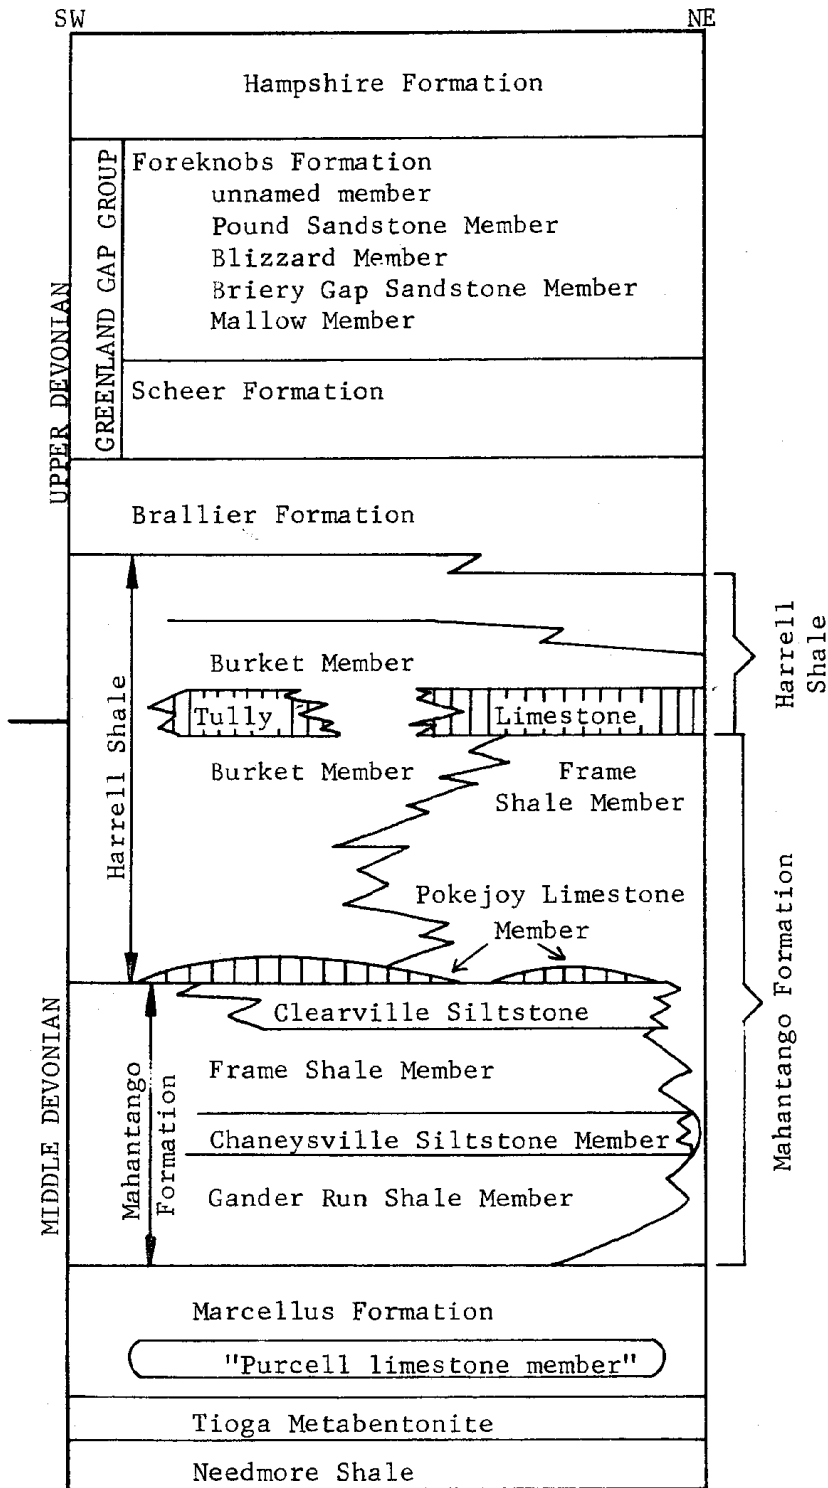 SW
NE
Hampshire Formation
GREENLAND GAP GROUP
Foreknobs Formation
unnamed member
Pound Sandstone Member
Blizzard Member
Briery Gap Sandstone Member
Mallow Member
Scheer Formation
UPPER DEVONIAN
Brallier Formation
Harrell Shale
Burket Member
Tully
Limestone
Burket Member
Frame
Shale Member
Pokejoy Limestone
Member
Harrell
Shale
MIDDLE DEVONIAN
Mahantango
Formation
Clearville Siltstone
Frame Shale Member
Chaneysville Siltstone Member
Gander Run Shale Member
Mahantango Formation
Marcellus Formation
"Purcell limestone member"
Tioga Metabentonite
Needmore Shale